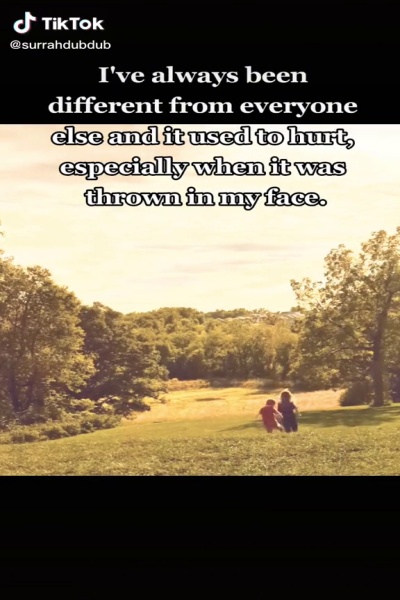 TikTok
@surrahdubdub
I've always been
different from everyone
else and it used to hurt,
especially when it was
thrown in my face.